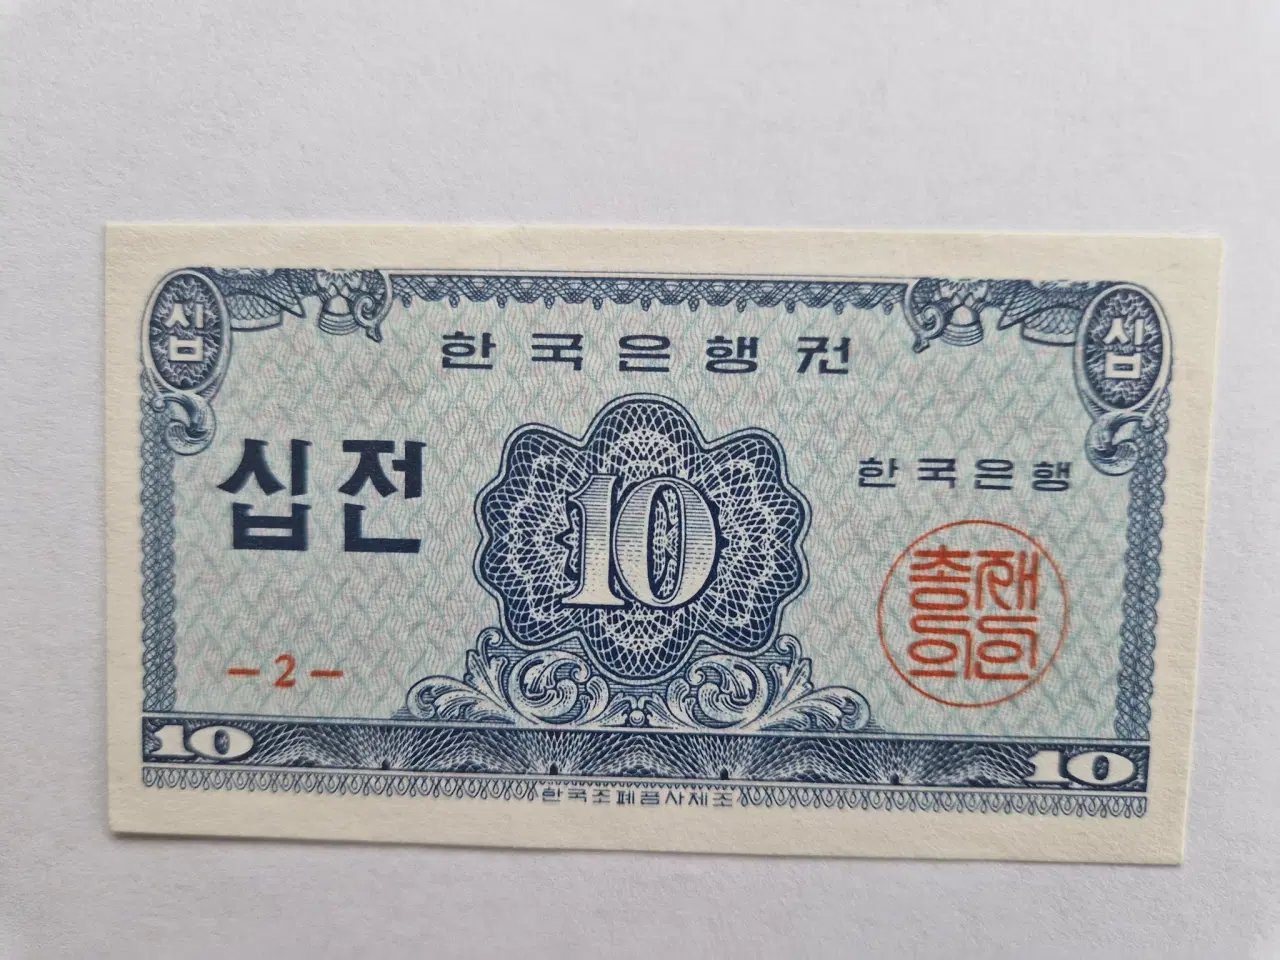 십 십
한국은행권
십전
10
한국은행
총재
의인
- 2 -
10 10
한국조폐공사제조